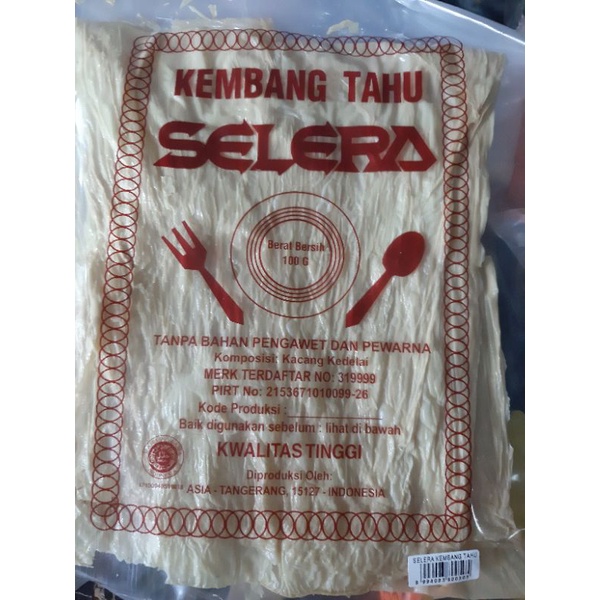 KEMBANG TAHU
SELERA
Berat Bersih
100 G
TANPA BAHAN PENGAWET DAN PEWARNA
Komposisi: Kacang Kedelai
MERK TERDAFTAR NO: 319999
PIRT No: 2153671010099-26
Kode Produksi :
Baik digunakan sebelum : lihat di bawah
KWALITAS TINGGI
Diproduksi Oleh:
ASIA - TANGERANG, 15127 - INDONESIA
SELERA KEMBANG TAHU